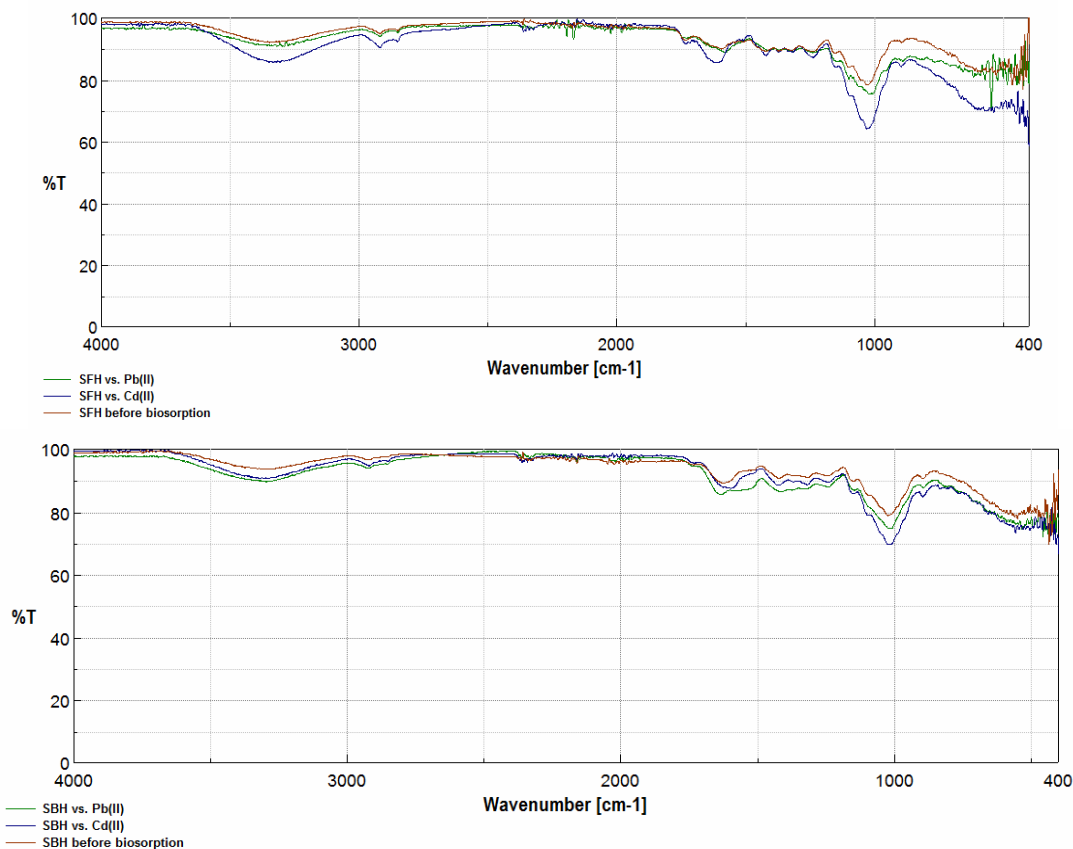 100
80
60
%T
40
20
0
4000
3000
2000
1000
400
Wavenumber [cm-1]
SFH vs. Pb(II)
SFH vs. Cd(II)
SFH before biosorption
100
80
60
%T
40
20
0
4000
3000
2000
1000
400
Wavenumber [cm-1]
SBH vs. Pb(II)
SBH vs. Cd(II)
SBH before biosorption